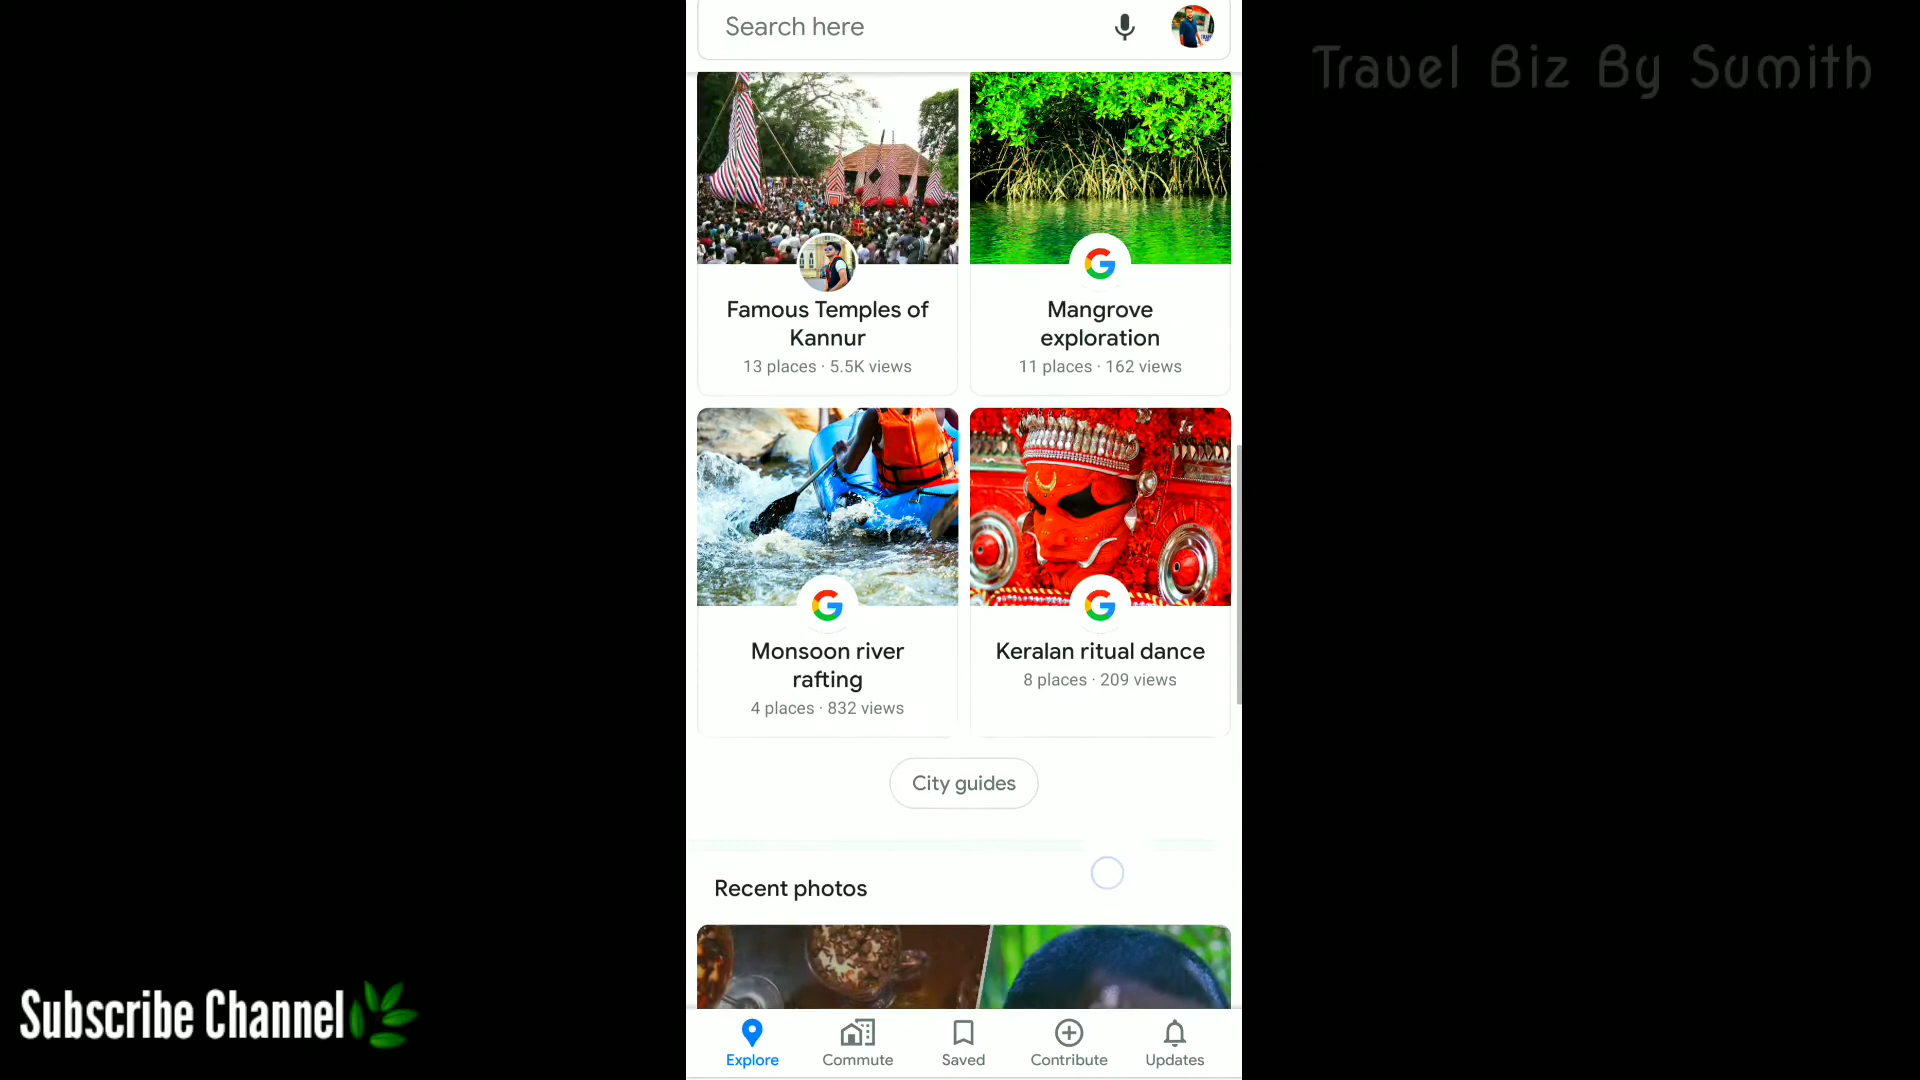 Search here
Travel Biz By Sumith
Famous Temples of
Kannur
13 places · 5.5K views
Mangrove
exploration
11 places · 162 views
Monsoon river
rafting
4 places · 832 views
Keralan ritual dance
8 places · 209 views
City guides
Recent photos
Subscribe Channel
Explore
Commute
Saved
Contribute
Updates